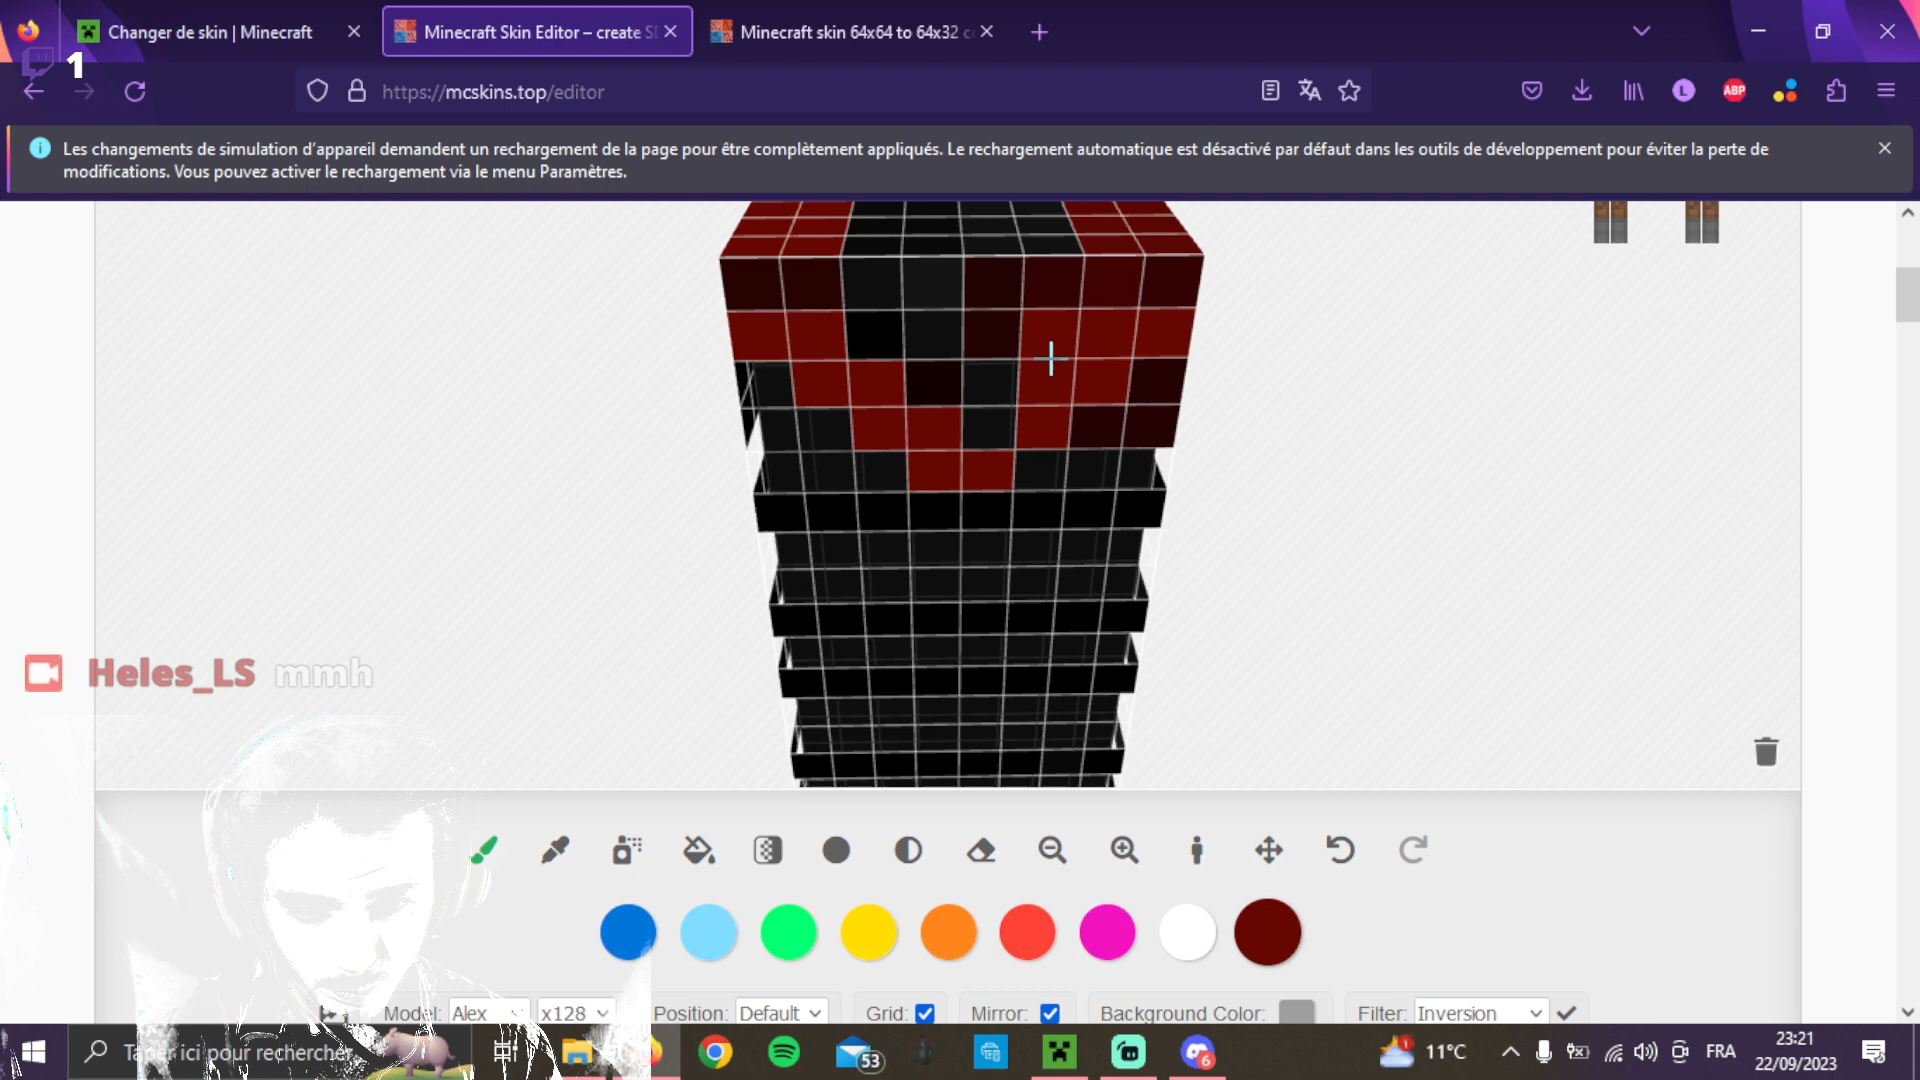 Changer de skin | Minecraft
Minecraft Skin Editor – create S
Minecraft skin 64x64 to 64x32 c
1
https://mcskins.top/editor
L
ABP
Les changements de simulation d'appareil demandent un rechargement de la page pour être complètement appliqués. Le rechargement automatique est désactivé par défaut dans les outils de développement pour éviter la perte de
modifications. Vous pouvez activer le rechargement via le menu Paramètres.
Heles_LS mmh
Model: Alex x128 Position: Default Grid: Mirror: Background Color: Filter: Inversion
Taper ici pour rechercher
53
6
1
11°C
FRA
23:21
22/09/2023